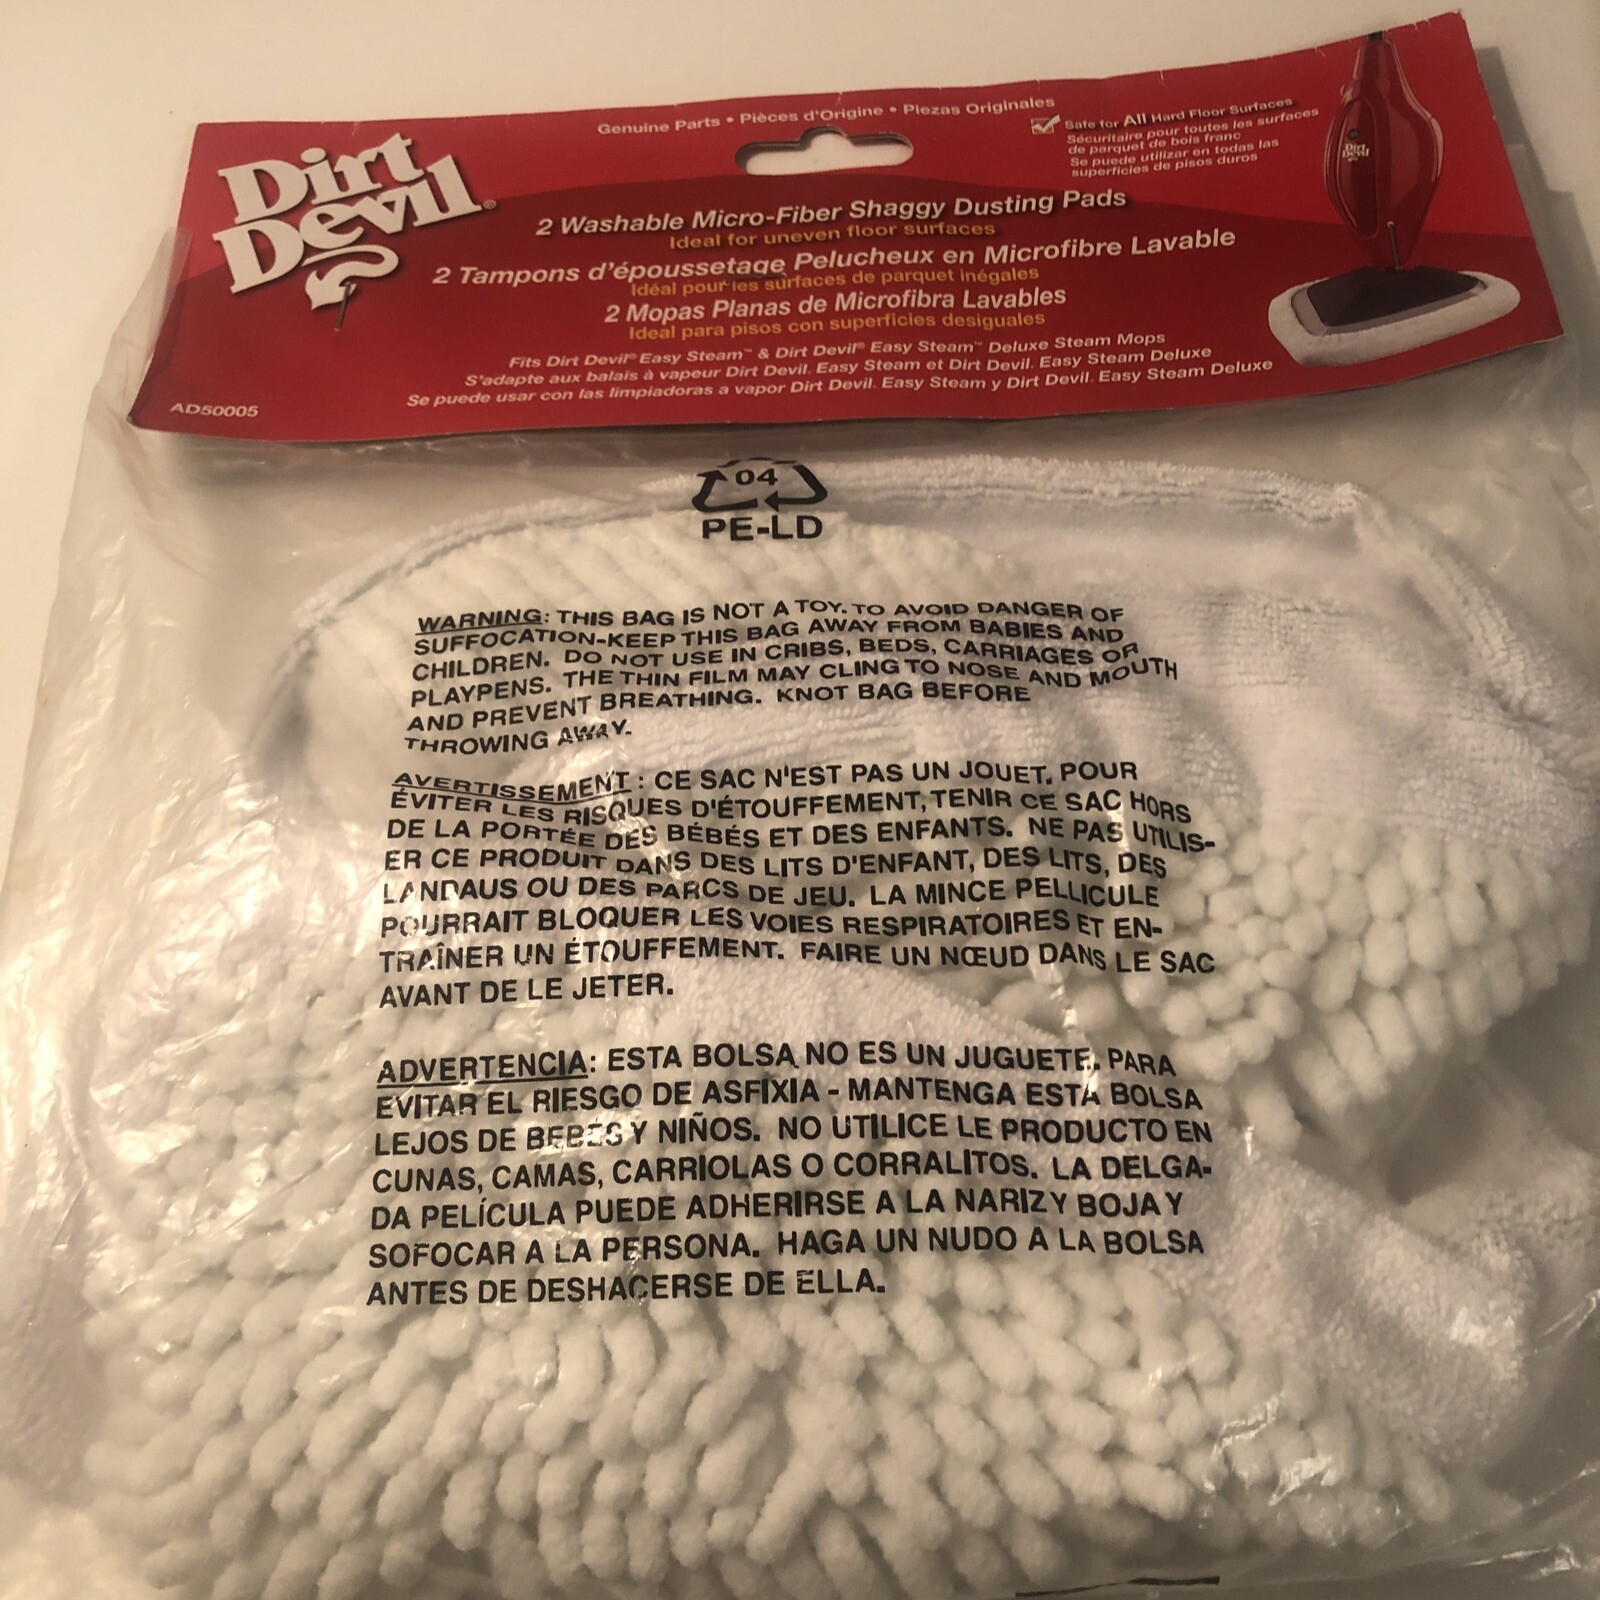 Genuine Parts • Pièces d'Origine • Piezas Originales
Safe for All Hard Floor Surfaces
Sécuritaire pour toutes les surfaces
de parquet de bois franc
Se puede utilizar en todas las
superficies de pisos duros
Dirt
Devil®
Dirt
Devil
2 Washable Micro-Fiber Shaggy Dusting Pads
Ideal for uneven floor surfaces
2 Tampons d'époussetage Pelucheux en Microfibre Lavable
Idéal pour les surfaces de parquet inégales
2 Mopas Planas de Microfibra Lavables
Ideal para pisos con superficies desiguales
Fits Dirt Devil® Easy Steam™ & Dirt Devil® Easy Steam™ Deluxe Steam Mops
S'adapte aux balais à vapeur Dirt Devil. Easy Steam et Dirt Devil. Easy Steam Deluxe
Se puede usar con las limpiadoras a vapor Dirt Devil. Easy Steam y Dirt Devil. Easy Steam Deluxe
AD50005
04
PE-LD
WARNING: THIS BAG IS NOT A TOY. TO AVOID DANGER OF
SUFFOCATION-KEEP THIS BAG AWAY FROM BABIES AND
CHILDREN. DO NOT USE IN CRIBS, BEDS, CARRIAGES OR
PLAYPENS. THE THIN FILM MAY CLING TO NOSE AND MOUTH
AND PREVENT BREATHING. KNOT BAG BEFORE
THROWING AWAY.
AVERTISSEMENT : CE SAC N'EST PAS UN JOUET. POUR
ÉVITER LES RISQUES D'ÉTOUFFEMENT, TENIR CE SAC HORS
DE LA PORTÉE DES BÉBÉS ET DES ENFANTS. NE PAS UTILIS-
ER CE PRODUIT DANS DES LITS D'ENFANT, DES LITS, DES
LANDAUS OU DES PARCS DE JEU. LA MINCE PELLICULE
POURRAIT BLOQUER LES VOIES RESPIRATOIRES ET EN-
TRAÎNER UN ÉTOUFFEMENT. FAIRE UN NŒUD DANS LE SAC
AVANT DE LE JETER.
ADVERTENCIA: ESTA BOLSA NO ES UN JUGUETE. PARA
EVITAR EL RIESGO DE ASFIXIA - MANTENGA ESTA BOLSA
LEJOS DE BEBÉS Y NIÑOS. NO UTILICE LE PRODUCTO EN
CUNAS, CAMAS, CARRIOLAS O CORRALITOS. LA DELGA-
DA PELÍCULA PUEDE ADHERIRSE A LA NARIZ Y BOJA Y
SOFOCAR A LA PERSONA. HAGA UN NUDO A LA BOLSA
ANTES DE DESHACERSE DE ELLA.